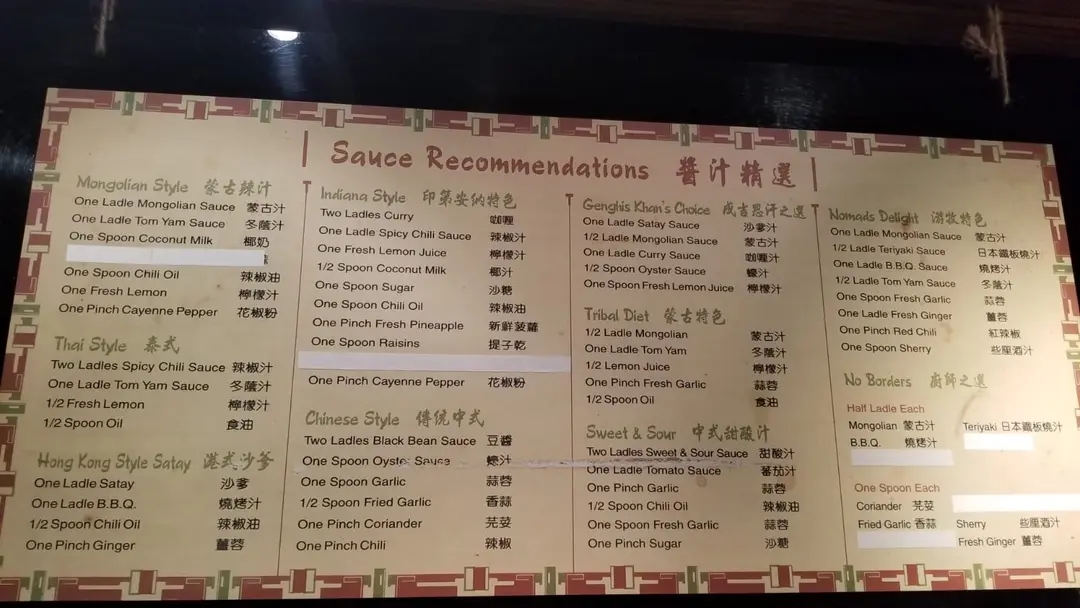 Sauce Recommendations 醬汁精選
Mongolian Style 蒙古辣汁
One Ladle Mongolian Sauce 蒙古汁
One Ladle Tom Yam Sauce 冬蔭汁
One Spoon Coconut Milk 椰奶
One Spoon Chili Oil 辣椒油
One Fresh Lemon 檸檬汁
One Pinch Cayenne Pepper 花椒粉
Thai Style 泰式
Two Ladles Spicy Chili Sauce 辣椒汁
One Ladle Tom Yam Sauce 冬蔭汁
1/2 Fresh Lemon 檸檬汁
1/2 Spoon Oil 食油
Hong Kong Style Satay 港式沙爹
One Ladle Satay 沙爹
One Ladle B.B.Q. 燒烤汁
1/2 Spoon Chili Oil 辣椒油
One Pinch Ginger 薑蓉
Indiana Style 印第安納特色
Two Ladles Curry 咖喱
One Ladle Spicy Chili Sauce 辣椒汁
One Fresh Lemon Juice 檸檬汁
1/2 Spoon Coconut Milk 椰汁
One Spoon Sugar 沙糖
One Spoon Chili Oil 辣椒油
One Pinch Fresh Pineapple 新鮮菠蘿
One Spoon Raisins 提子乾
One Pinch Cayenne Pepper 花椒粉
Chinese Style 傳統中式
Two Ladles Black Bean Sauce 豆醬
One Spoon Oyster Sauce 蠔汁
One Spoon Garlic 蒜蓉
1/2 Spoon Fried Garlic 香蒜
One Pinch Coriander 芫荽
One Pinch Chili 辣椒
Genghis Khan's Choice 成吉思汗之選
One Ladle Satay Sauce 沙爹汁
1/2 Ladle Mongolian Sauce 蒙古汁
One Ladle Curry Sauce 咖喱汁
1/2 Spoon Oyster Sauce 蠔汁
One Spoon Fresh Lemon Juice 檸檬汁
Tribal Diet 蒙古特色
1/2 Ladle Mongolian 蒙古汁
One Ladle Tom Yam 冬蔭汁
1/2 Lemon Juice 檸檬汁
One Pinch Fresh Garlic 蒜蓉
1/2 Spoon Oil 食油
Sweet & Sour 中式甜酸汁
Two Ladles Sweet & Sour Sauce 甜酸汁
One Ladle Tomato Sauce 蕃茄汁
One Pinch Garlic 蒜蓉
1/2 Spoon Chili Oil 辣椒油
One Spoon Fresh Garlic 蒜蓉
One Pinch Sugar 沙糖
Nomads Delight 游牧特色
One Ladle Mongolian Sauce 蒙古汁
1/2 Ladle Teriyaki Sauce 日本鐵板燒汁
One Ladle B.B.Q. Sauce 燒烤汁
1/2 Ladle Tom Yam Sauce 冬蔭汁
One Spoon Fresh Garlic 蒜蓉
One Ladle Fresh Ginger 薑蓉
One Pinch Red Chili 紅辣椒
One Spoon Sherry 些厘酒汁
No Borders 廚師之選
Half Ladle Each
Mongolian 蒙古汁 Teriyaki 日本鐵板燒汁
B.B.Q. 燒烤汁
One Spoon Each
Coriander 芫荽
Fried Garlic 香蒜 Sherry 些厘酒汁
Fresh Ginger 薑蓉